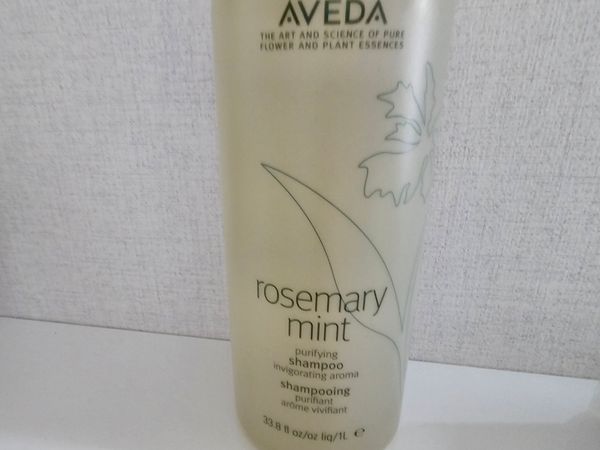 AVEDA
THE ART AND SCIENCE OF PURE
FLOWER AND PLANT ESSENCES
rosemary
mint
purifying
shampoo
invigorating aroma
shampooing
purifiant
arôme vivifiant
33.8 fl oz/oz liq/1L ℮